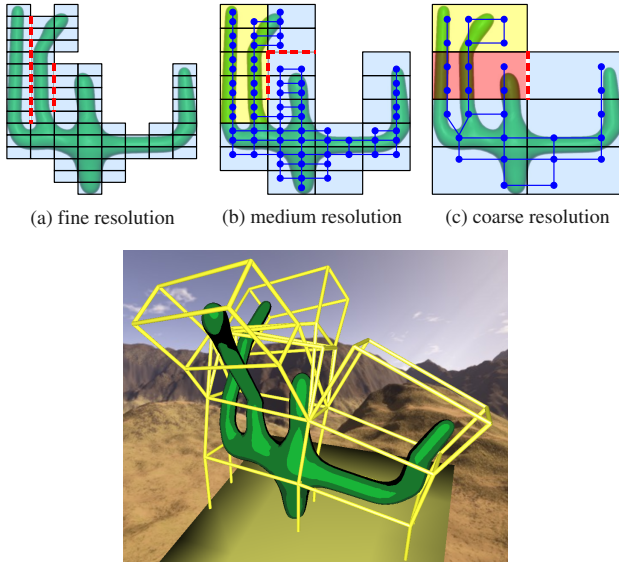 (a) fine resolution
(b) medium resolution
(c) coarse resolution